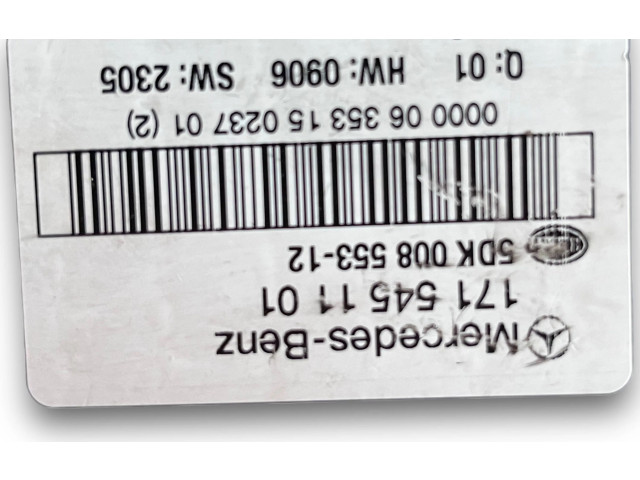 Mercedes-Benz
171 545 11 01
5DK 008 553-12
0000 06 353 15 0237 01 (2)
Q: 01 HW: 0906 SW: 2305